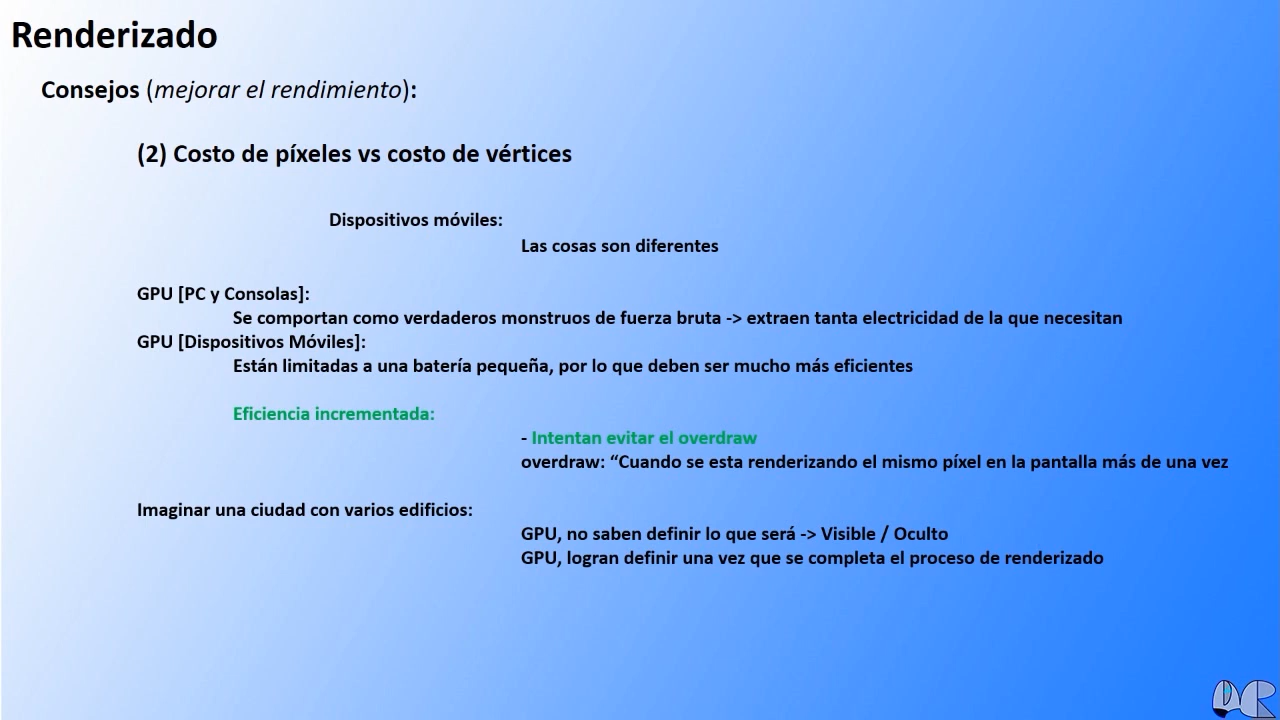 Renderizado
Consejos (mejorar el rendimiento):
(2) Costo de píxeles vs costo de vértices
Dispositivos móviles:
Las cosas son diferentes
GPU [PC y Consolas]:
Se comportan como verdaderos monstruos de fuerza bruta -> extraen tanta electricidad de la que necesitan
GPU [Dispositivos Móviles]:
Están limitadas a una batería pequeña, por lo que deben ser mucho más eficientes
Eficiencia incrementada:
- Intentan evitar el overdraw
overdraw: “Cuando se esta renderizando el mismo píxel en la pantalla más de una vez
Imaginar una ciudad con varios edificios:
GPU, no saben definir lo que será -> Visible / Oculto
GPU, logran definir una vez que se completa el proceso de renderizado